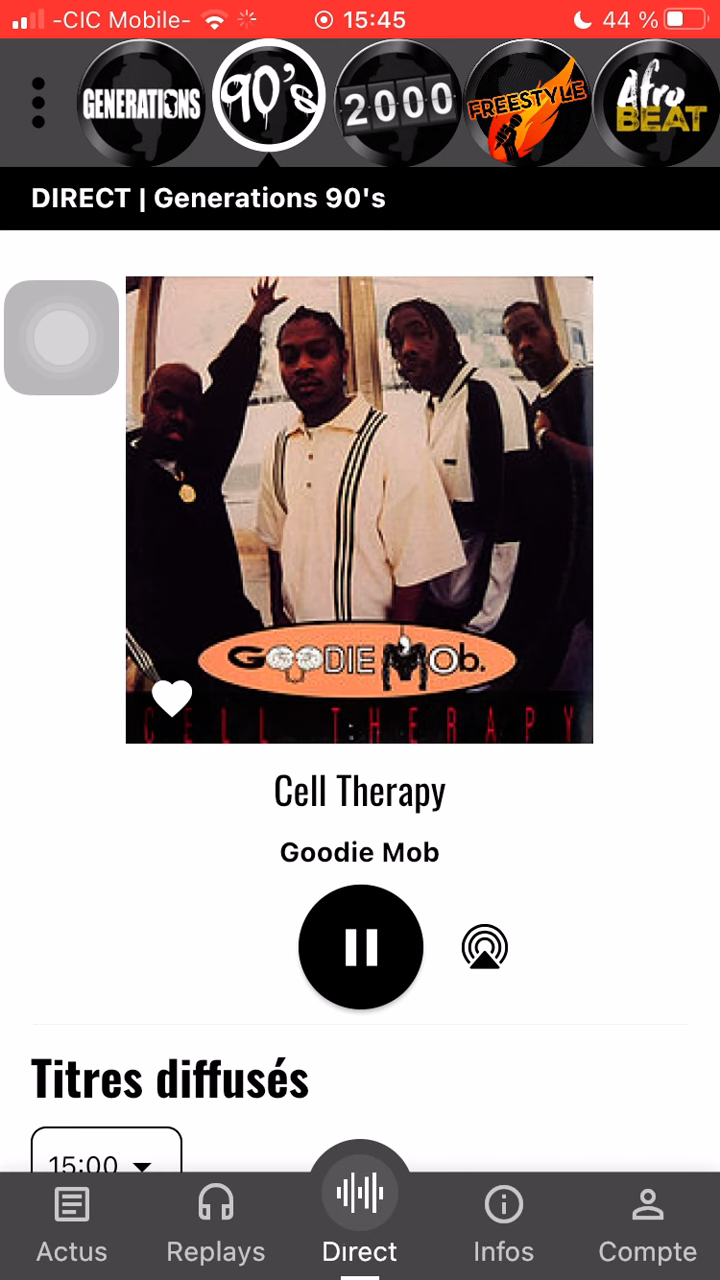 -CIC Mobile- 15:45 44 %
GENERATIONS 90's 2000 FREESTYLE Afro BEAT
DIRECT | Generations 90's
GOODIE MOb.
CELL THERAPY
Cell Therapy
Goodie Mob
Titres diffusés
15:00
Actus Replays Direct Infos Compte